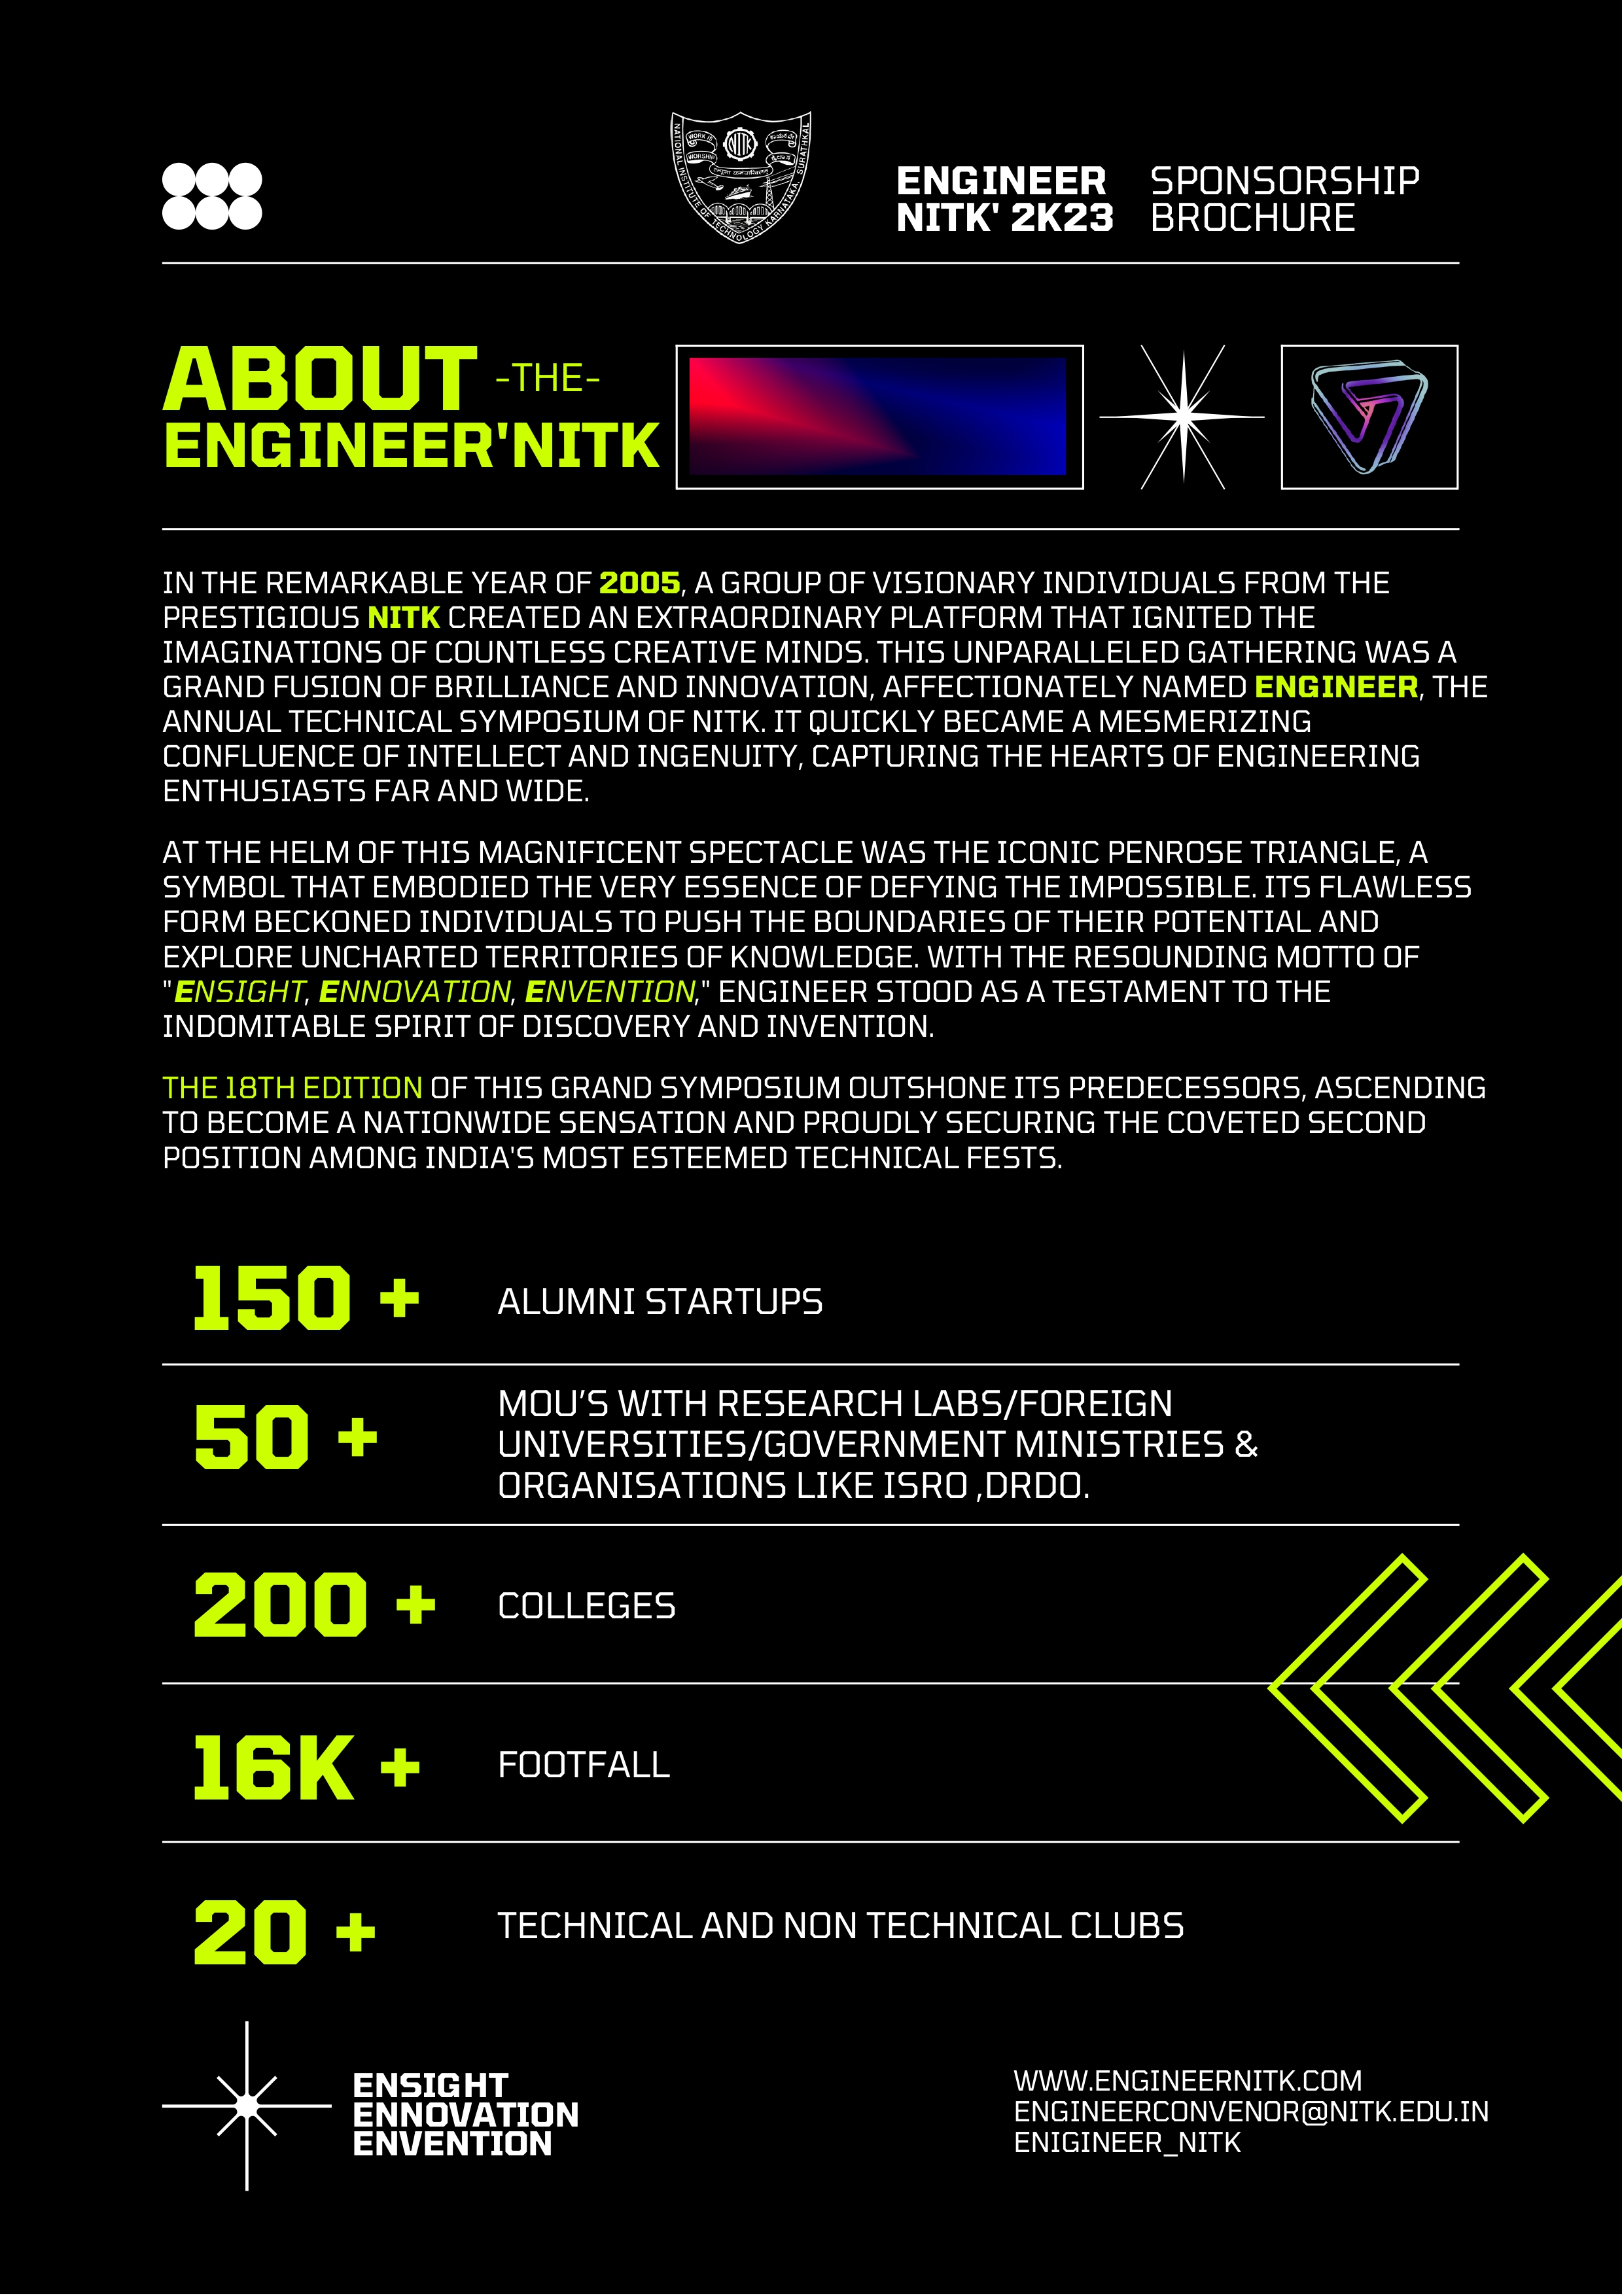 WORK IS
WORSHIP
NITK
NATIONAL INSTITUTE OF TECHNOLOGY KARNATAKA, SURATHKAL
ENGINEER
NITK' 2K23
SPONSORSHIP
BROCHURE
ABOUT -THE-
ENGINEER'NITK
IN THE REMARKABLE YEAR OF 2005, A GROUP OF VISIONARY INDIVIDUALS FROM THE
PRESTIGIOUS NITK CREATED AN EXTRAORDINARY PLATFORM THAT IGNITED THE
IMAGINATIONS OF COUNTLESS CREATIVE MINDS. THIS UNPARALLELED GATHERING WAS A
GRAND FUSION OF BRILLIANCE AND INNOVATION, AFFECTIONATELY NAMED ENGINEER, THE
ANNUAL TECHNICAL SYMPOSIUM OF NITK. IT QUICKLY BECAME A MESMERIZING
CONFLUENCE OF INTELLECT AND INGENUITY, CAPTURING THE HEARTS OF ENGINEERING
ENTHUSIASTS FAR AND WIDE.
AT THE HELM OF THIS MAGNIFICENT SPECTACLE WAS THE ICONIC PENROSE TRIANGLE, A
SYMBOL THAT EMBODIED THE VERY ESSENCE OF DEFYING THE IMPOSSIBLE. ITS FLAWLESS
FORM BECKONED INDIVIDUALS TO PUSH THE BOUNDARIES OF THEIR POTENTIAL AND
EXPLORE UNCHARTED TERRITORIES OF KNOWLEDGE. WITH THE RESOUNDING MOTTO OF
"ENSIGHT, ENNOVATION, ENVENTION," ENGINEER STOOD AS A TESTAMENT TO THE
INDOMITABLE SPIRIT OF DISCOVERY AND INVENTION.
THE 18TH EDITION OF THIS GRAND SYMPOSIUM OUTSHONE ITS PREDECESSORS, ASCENDING
TO BECOME A NATIONWIDE SENSATION AND PROUDLY SECURING THE COVETED SECOND
POSITION AMONG INDIA'S MOST ESTEEMED TECHNICAL FESTS.
150 + ALUMNI STARTUPS
50 + MOU'S WITH RESEARCH LABS/FOREIGN
UNIVERSITIES/GOVERNMENT MINISTRIES &
ORGANISATIONS LIKE ISRO ,DRDO.
200 + COLLEGES
16K + FOOTFALL
20 + TECHNICAL AND NON TECHNICAL CLUBS
ENSIGHT
ENNOVATION
ENVENTION
WWW.ENGINEERNITK.COM
ENGINEERCONVENOR@NITK.EDU.IN
ENIGINEER_NITK